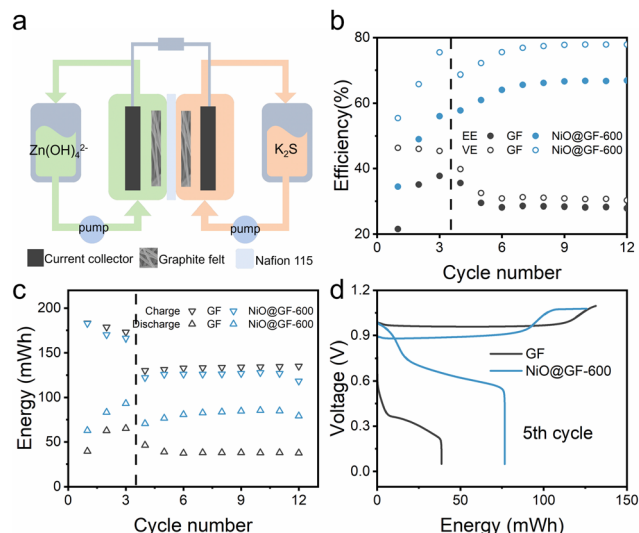 a
Zn(OH)₄²⁻
K₂S
pump
pump
Current collector
Graphite felt
Nafion 115
b
Efficiency(%)
80
60
40
20
EE GF NiO@GF-600
VE GF NiO@GF-600
0 3 6 9 12
Cycle number
c
Energy (mWh)
200
150
100
50
0
Charge GF NiO@GF-600
Discharge GF NiO@GF-600
0 3 6 9 12
Cycle number
d
Voltage (V)
1.2
0.9
0.6
0.3
0.0
GF
NiO@GF-600
5th cycle
0 50 100 150
Energy (mWh)